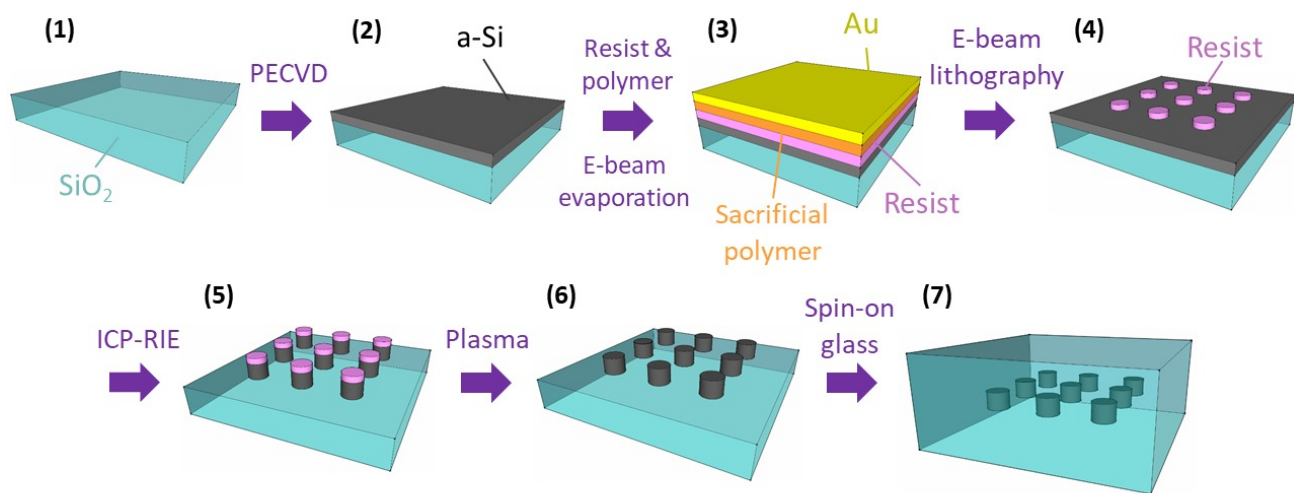 (1)
PECVD
SiO₂
(2)
a-Si
Resist &
polymer
E-beam
evaporation
(3)
Au
Sacrificial
polymer
Resist
E-beam
lithography
(4)
Resist
ICP-RIE
(5)
Plasma
(6)
Spin-on
glass
(7)